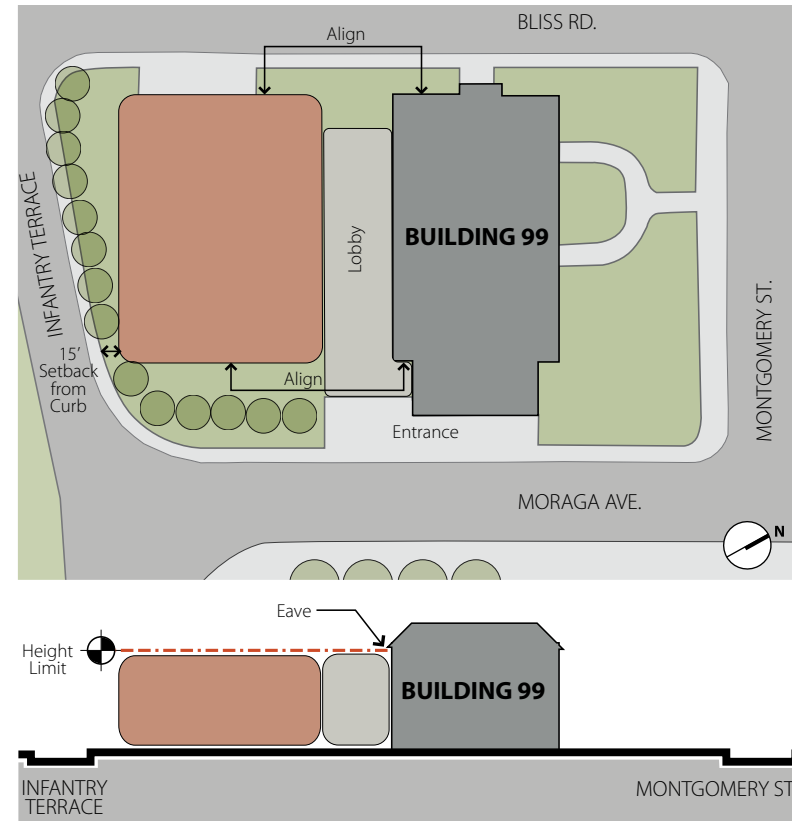 BLISS RD.
Align
INFANTRY TERRACE
Lobby
BUILDING 99
MONTGOMERY ST.
15’
Setback
from
Curb
Align
Entrance
MORAGA AVE.
N
Eave
Height
Limit
BUILDING 99
INFANTRY
TERRACE
MONTGOMERY ST